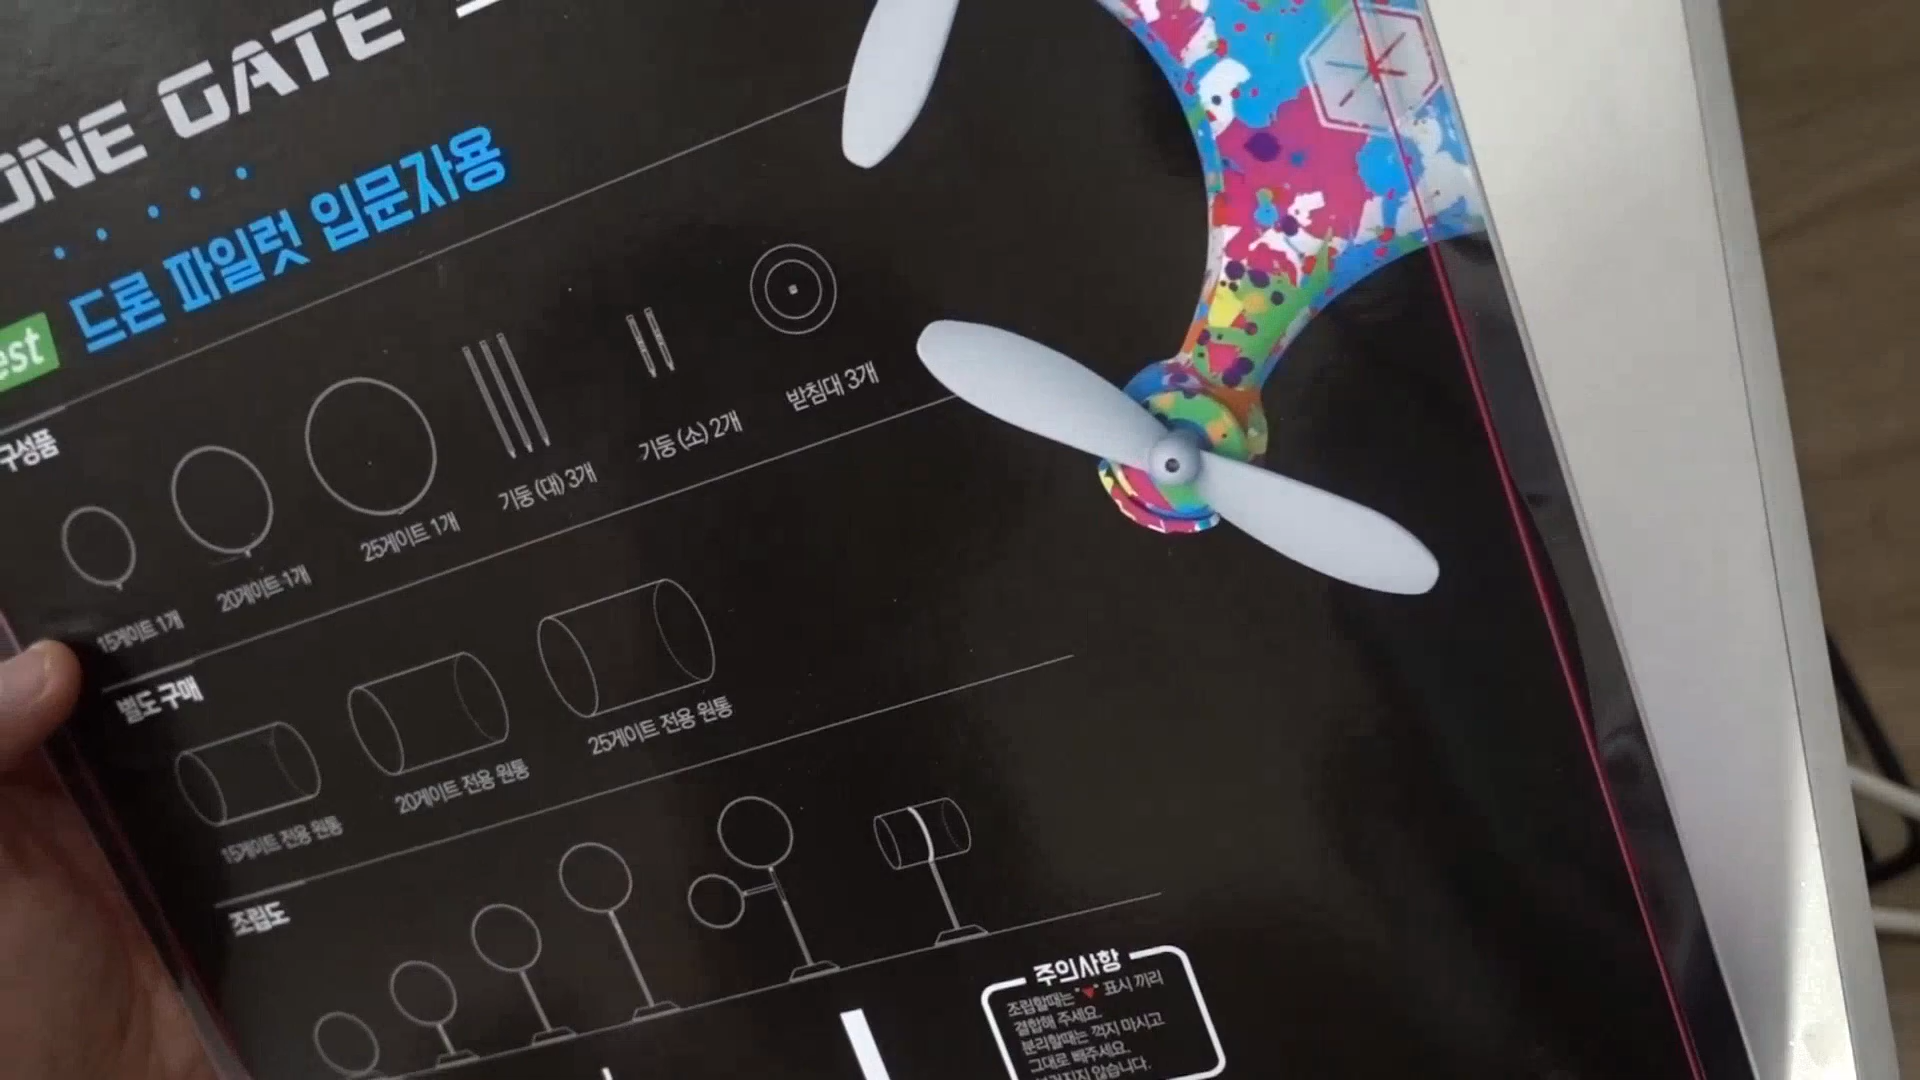 ONE GATE
드론 파일럿 입문자용
est
구성품
15게이트 1개
20게이트 1개
25게이트 1개
기둥 (대) 3개
기둥 (소) 2개
받침대 3개
별도 구매
15게이트 전용 원통
20게이트 전용 원통
25게이트 전용 원통
조립도
주의사항
조립할때는 "▼" 표시 끼리
결합해 주세요.
분리할때는 꺽지 마시고
그대로 빼주세요.